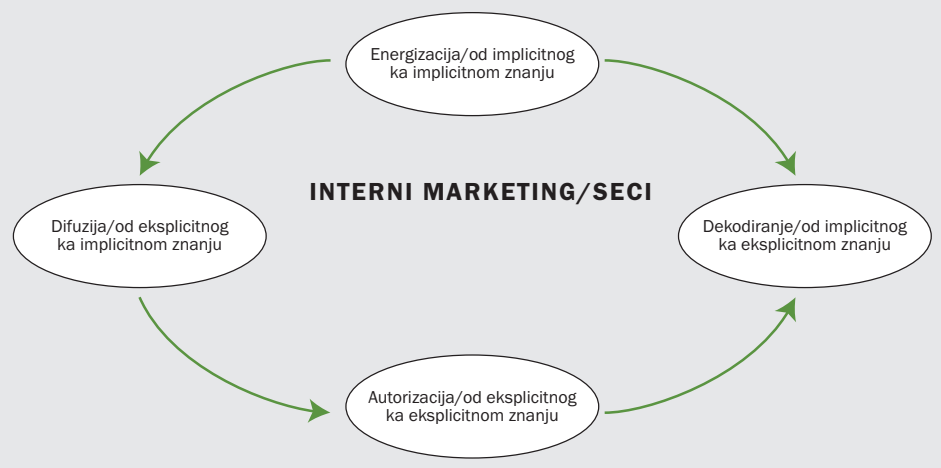 Energizacija/od implicitnog
ka implicitnom znanju
INTERNI MARKETING/SECI
Difuzija/od eksplicitnog
ka implicitnom znanju
Dekodiranje/od implicitnog
ka eksplicitnom znanju
Autorizacija/od eksplicitnog
ka eksplicitnom znanju